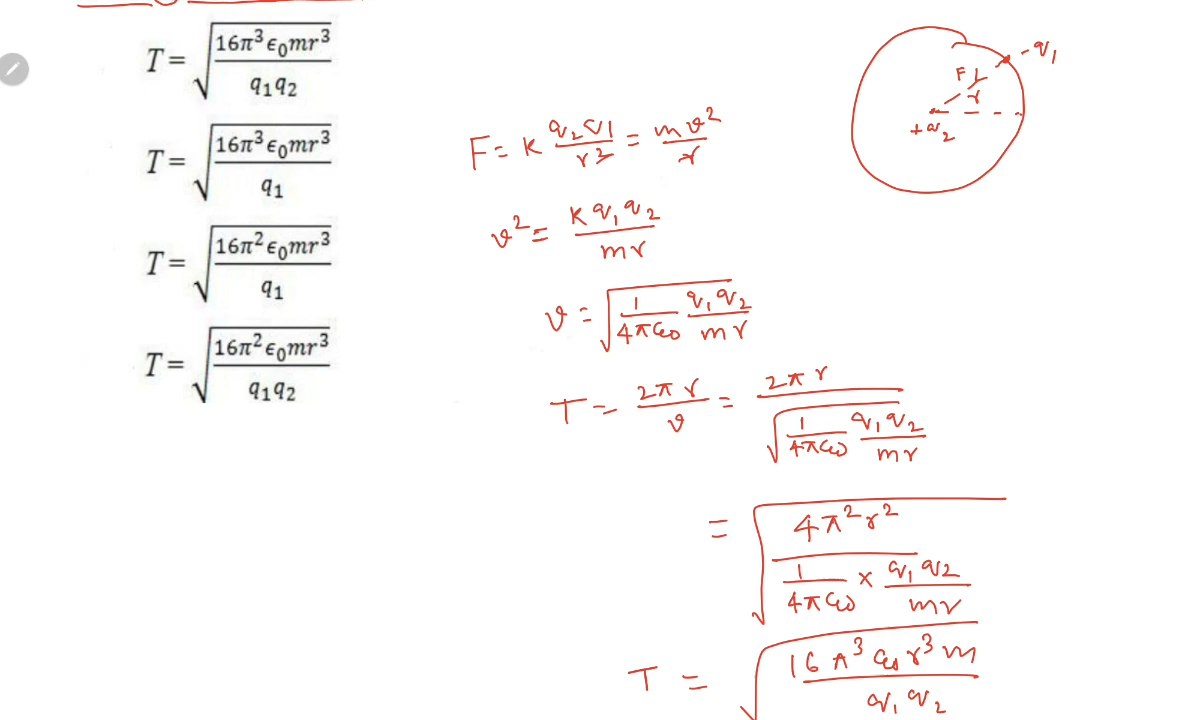 T = √(16π³ϵ₀mr³ / q₁q₂)
T = √(16π³ϵ₀mr³ / q₁)
T = √(16π²ϵ₀mr³ / q₁)
T = √(16π²ϵ₀mr³ / q₁q₂)
-q₁
F
r
+q₂
F = k q₂q₁ / r² = mv² / r
v² = kq₁q₂ / mr
v = √(1 / 4πϵ₀ q₁q₂ / mr)
T = 2πr / v = 2πr / √(1 / 4πϵ₀ q₁q₂ / mr)
= √(4π²r² / (1 / 4πϵ₀ × q₁q₂ / mr))
T = √(16π³ϵ₀r³m / q₁q₂)